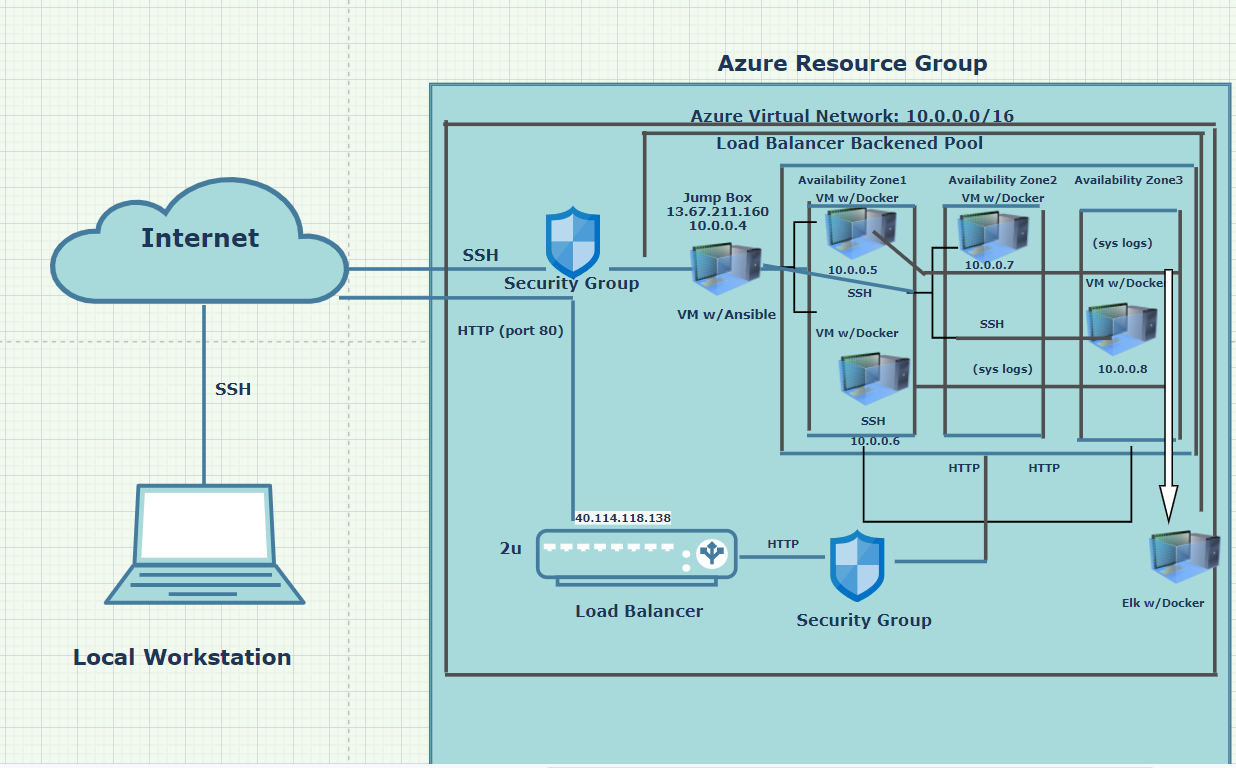 Azure Resource Group
Azure Virtual Network: 10.0.0.0/16
Load Balancer Backened Pool
Availability Zone1
Availability Zone2
Availability Zone3
VM w/Docker
VM w/Docker
Jump Box
13.67.211.160
10.0.0.4
Internet
SSH
Security Group
(sys logs)
10.0.0.5
10.0.0.7
VM w/Docke
SSH
VM w/Ansible
HTTP (port 80)
VM w/Docker
SSH
(sys logs)
10.0.0.8
SSH
SSH
10.0.0.6
HTTP
HTTP
40.114.118.138
2u
HTTP
Load Balancer
Security Group
Elk w/Docker
Local Workstation